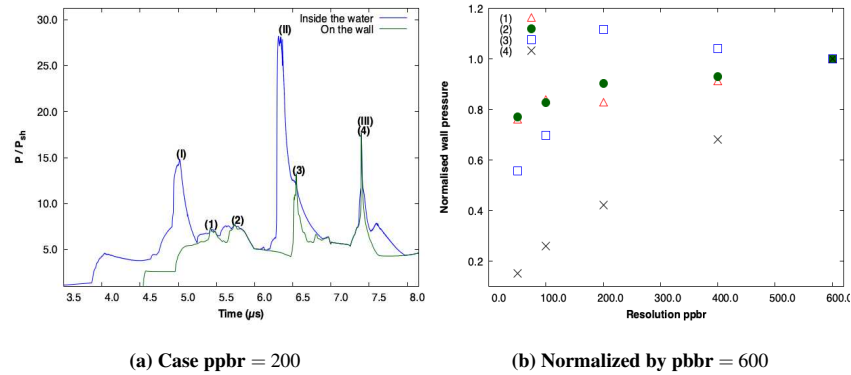 Inside the water
On the wall
30.0
25.0
20.0
15.0
10.0
5.0
P / Psh
(I)
(1)
(2)
(II)
(3)
(III)
(4)
3.5 4.0 4.5 5.0 5.5 6.0 6.5 7.0 7.5 8.0
Time (µs)
(a) Case ppbr = 200
1.2
1.0
0.8
0.6
0.4
0.2
Normalised wall pressure
(1)
(2)
(3)
(4)
0.0 100.0 200.0 300.0 400.0 500.0 600.0
Resolution ppbr
(b) Normalized by pbbr = 600